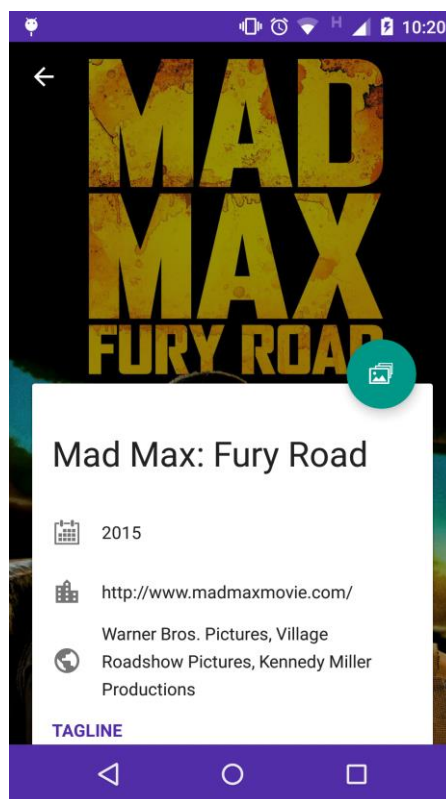 H 10:20
MAD
MAX
FURY ROAD
Mad Max: Fury Road
2015
http://www.madmaxmovie.com/
Warner Bros. Pictures, Village
Roadshow Pictures, Kennedy Miller
Productions
TAGLINE